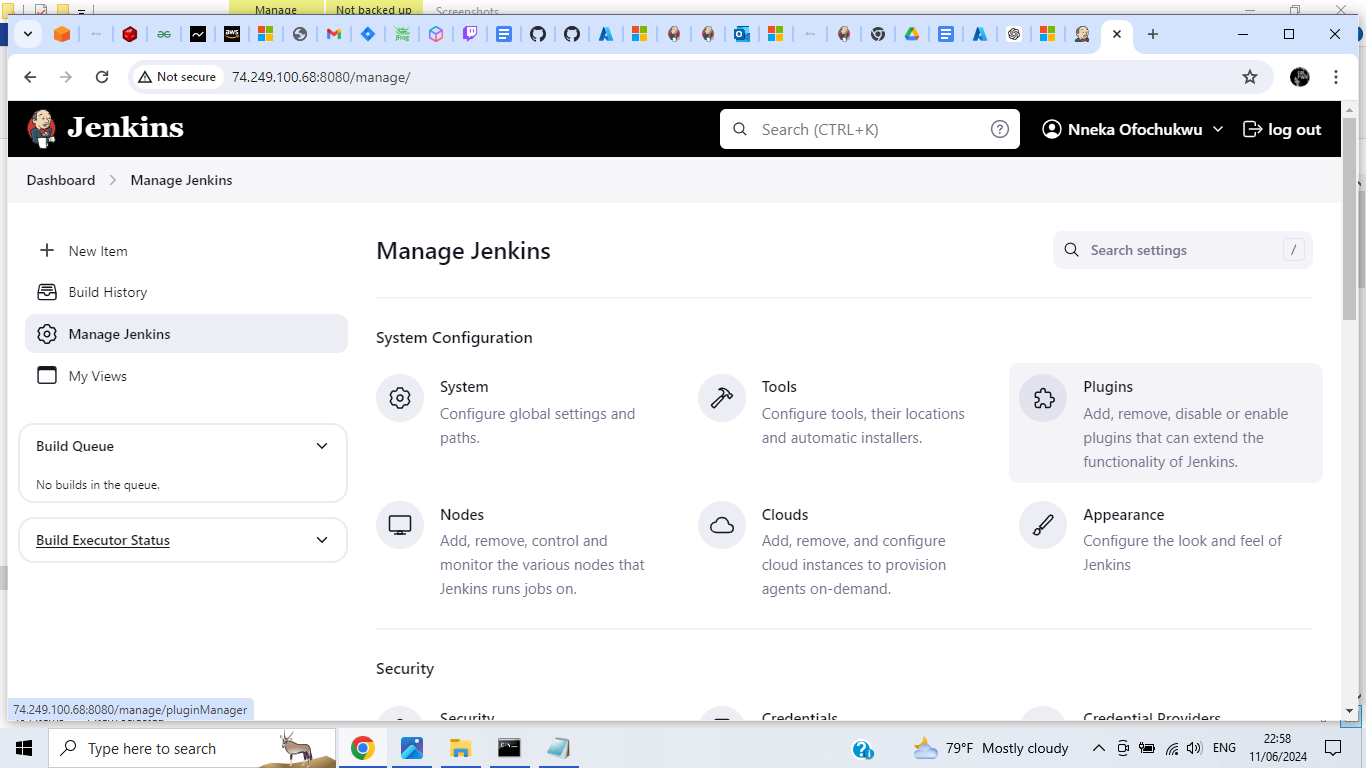 Manage
Not backed up
Screenshots
aws
Not secure
74.249.100.68:8080/manage/
Jenkins
Search (CTRL+K)
?
Nneka Ofochukwu
log out
Dashboard
Manage Jenkins
New Item
Build History
Manage Jenkins
My Views
Build Queue
No builds in the queue.
Build Executor Status
Manage Jenkins
Search settings
/
System Configuration
System
Configure global settings and
paths.
Tools
Configure tools, their locations
and automatic installers.
Plugins
Add, remove, disable or enable
plugins that can extend the
functionality of Jenkins.
Nodes
Add, remove, control and
monitor the various nodes that
Jenkins runs jobs on.
Clouds
Add, remove, and configure
cloud instances to provision
agents on-demand.
Appearance
Configure the look and feel of
Jenkins
Security
Security
Credentials
Credential Providers
74.249.100.68:8080/manage/pluginManager
Type here to search
79°F Mostly cloudy
ENG
22:58
11/06/2024